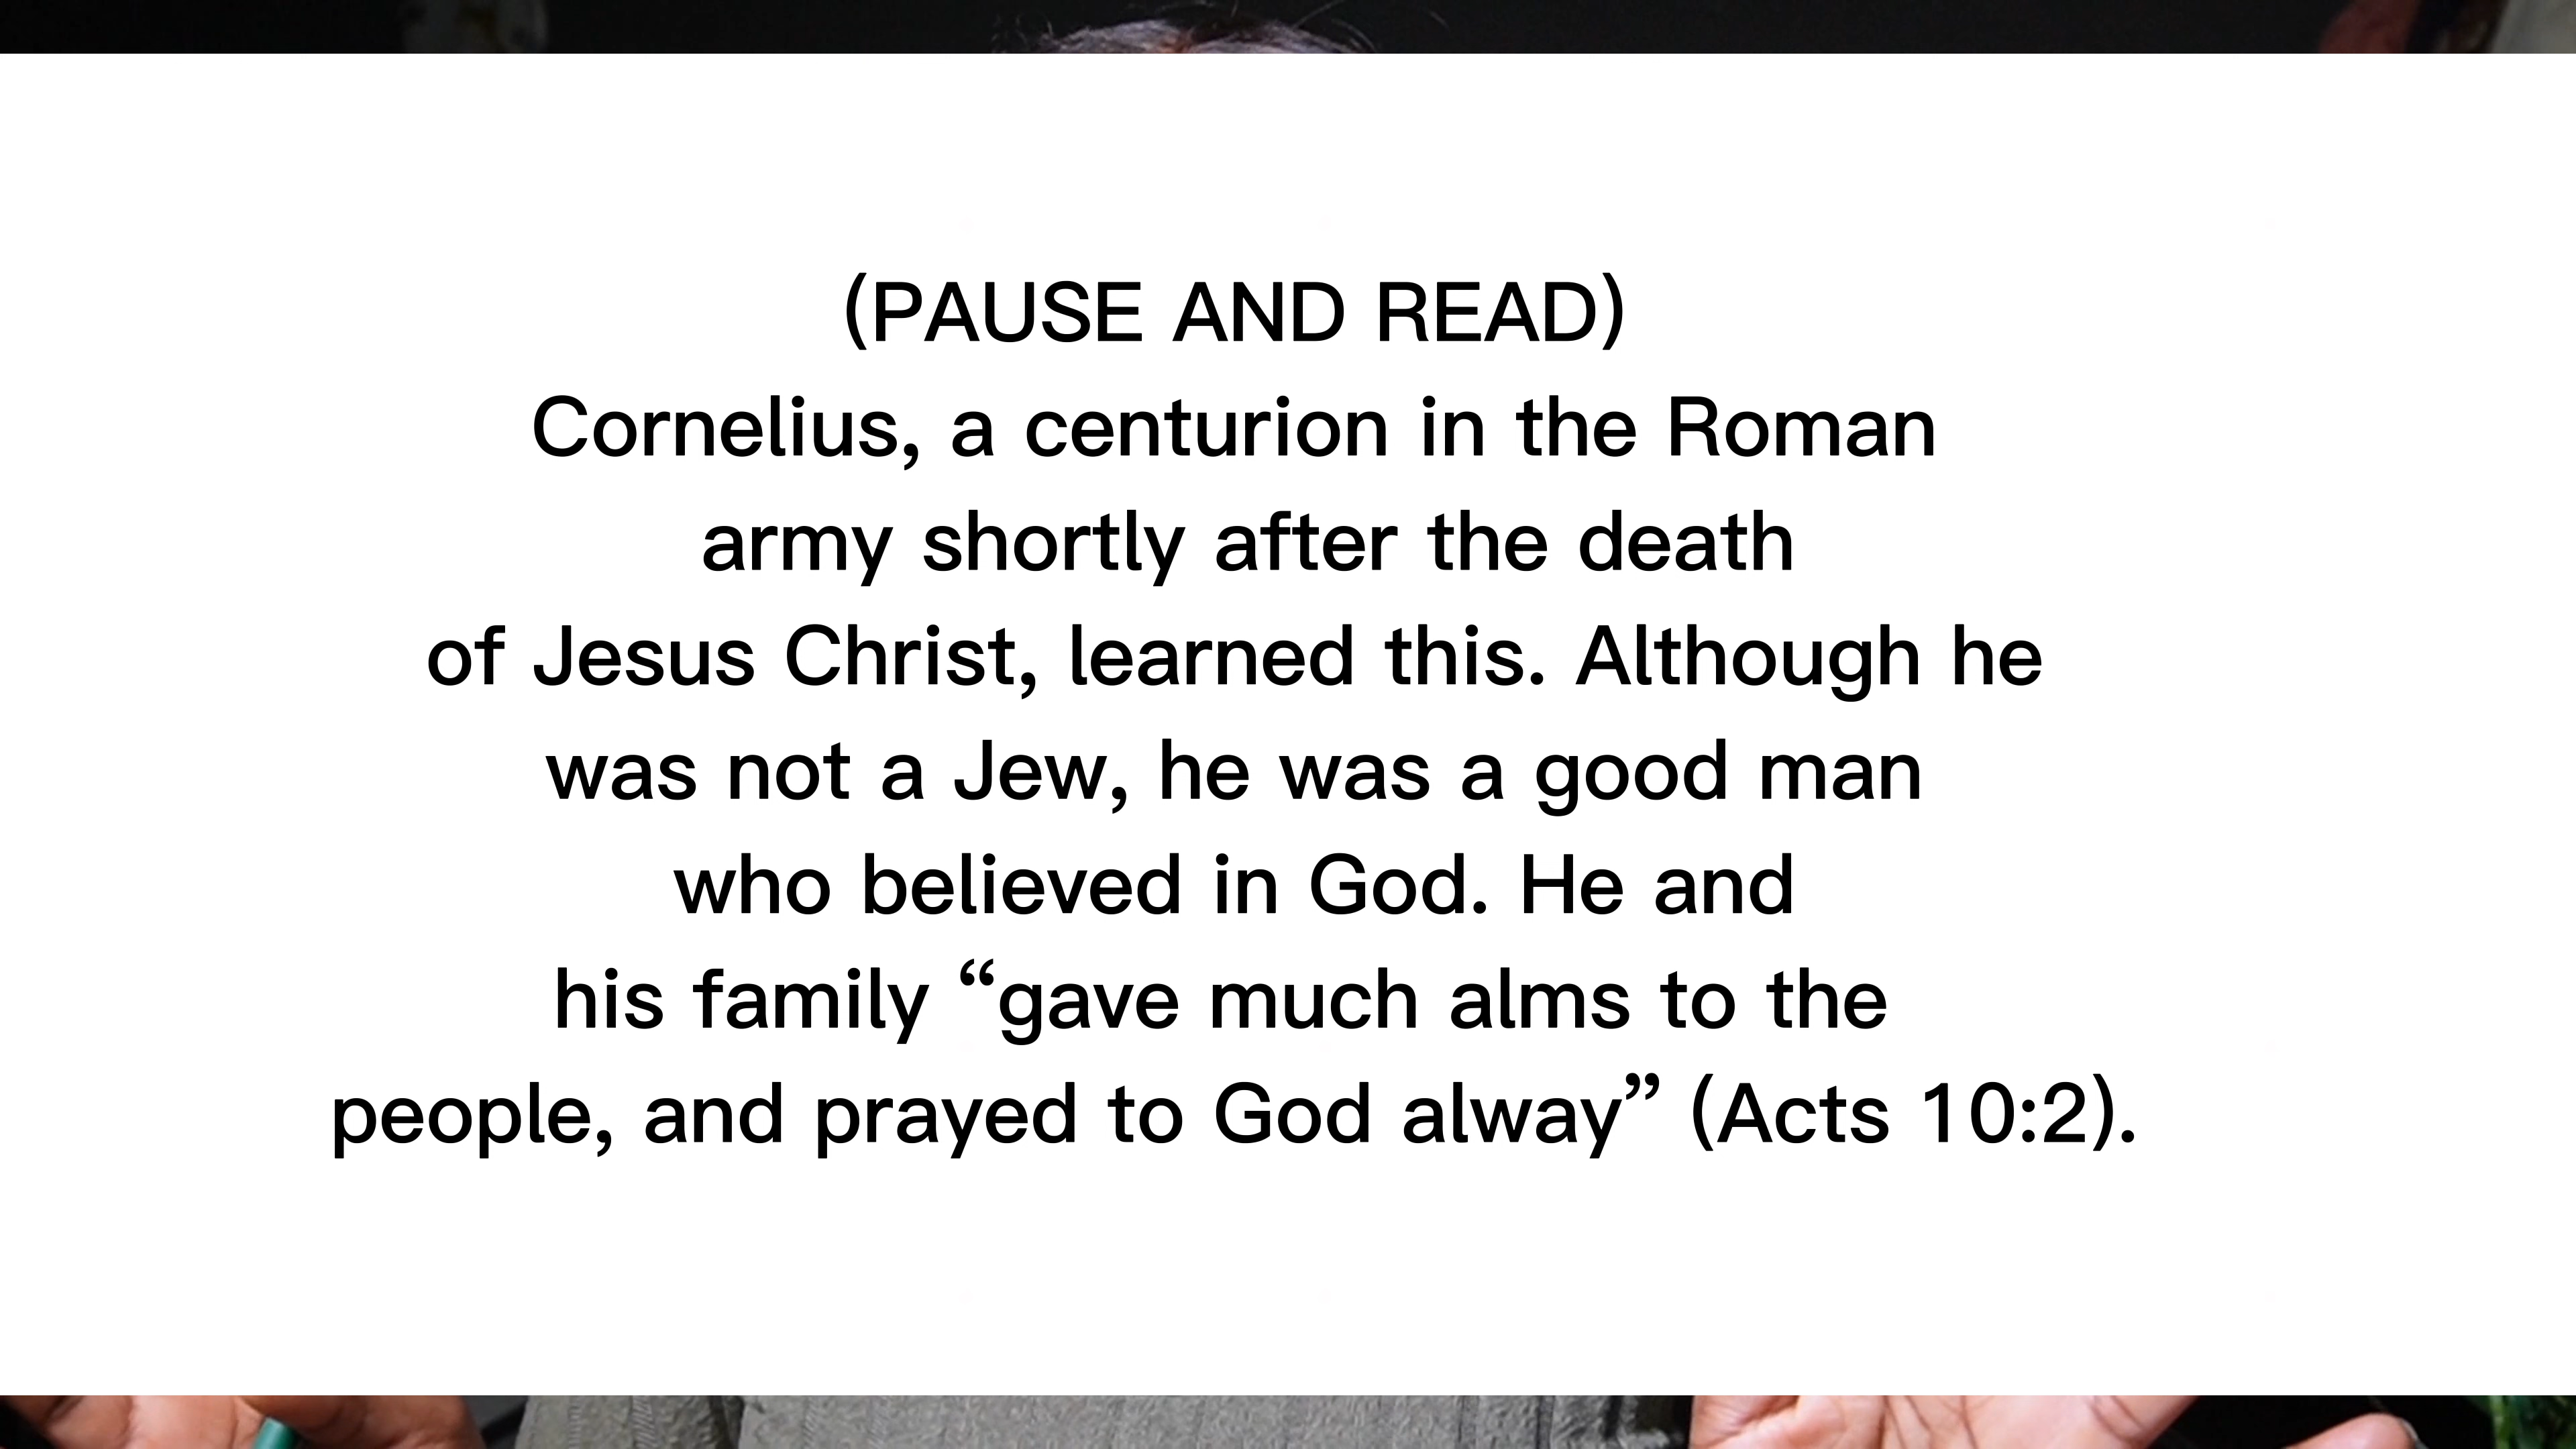 (PAUSE AND READ)
Cornelius, a centurion in the Roman
army shortly after the death
of Jesus Christ, learned this. Although he
was not a Jew, he was a good man
who believed in God. He and
his family “gave much alms to the
people, and prayed to God alway” (Acts 10:2).